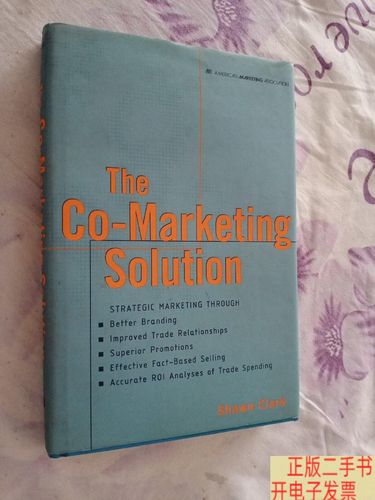 AMERICAN MARKETING ASSOCIATION
The
Co-Marketing
Solution
STRATEGIC MARKETING THROUGH
■ Better Branding
■ Improved Trade Relationships
■ Superior Promotions
■ Effective Fact-Based Selling
■ Accurate ROI Analyses of Trade Spending
Shawn Clark
正版二手书
开电子发票